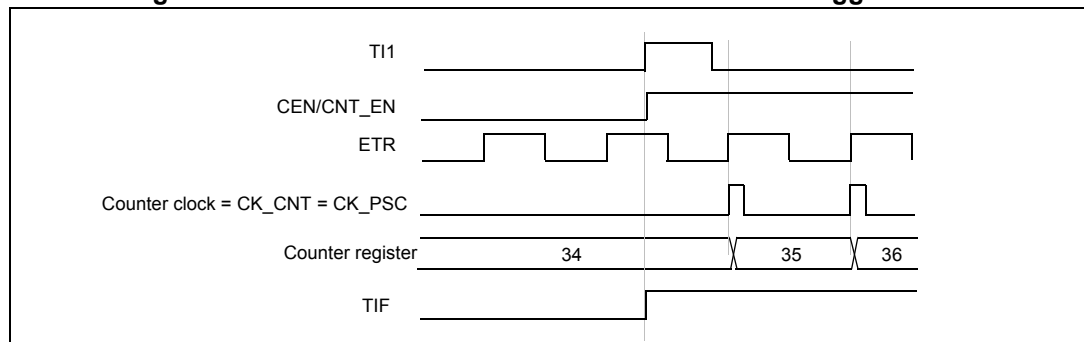 TI1
CEN/CNT_EN
ETR
Counter clock = CK_CNT = CK_PSC
Counter register 34 35 36
TIF